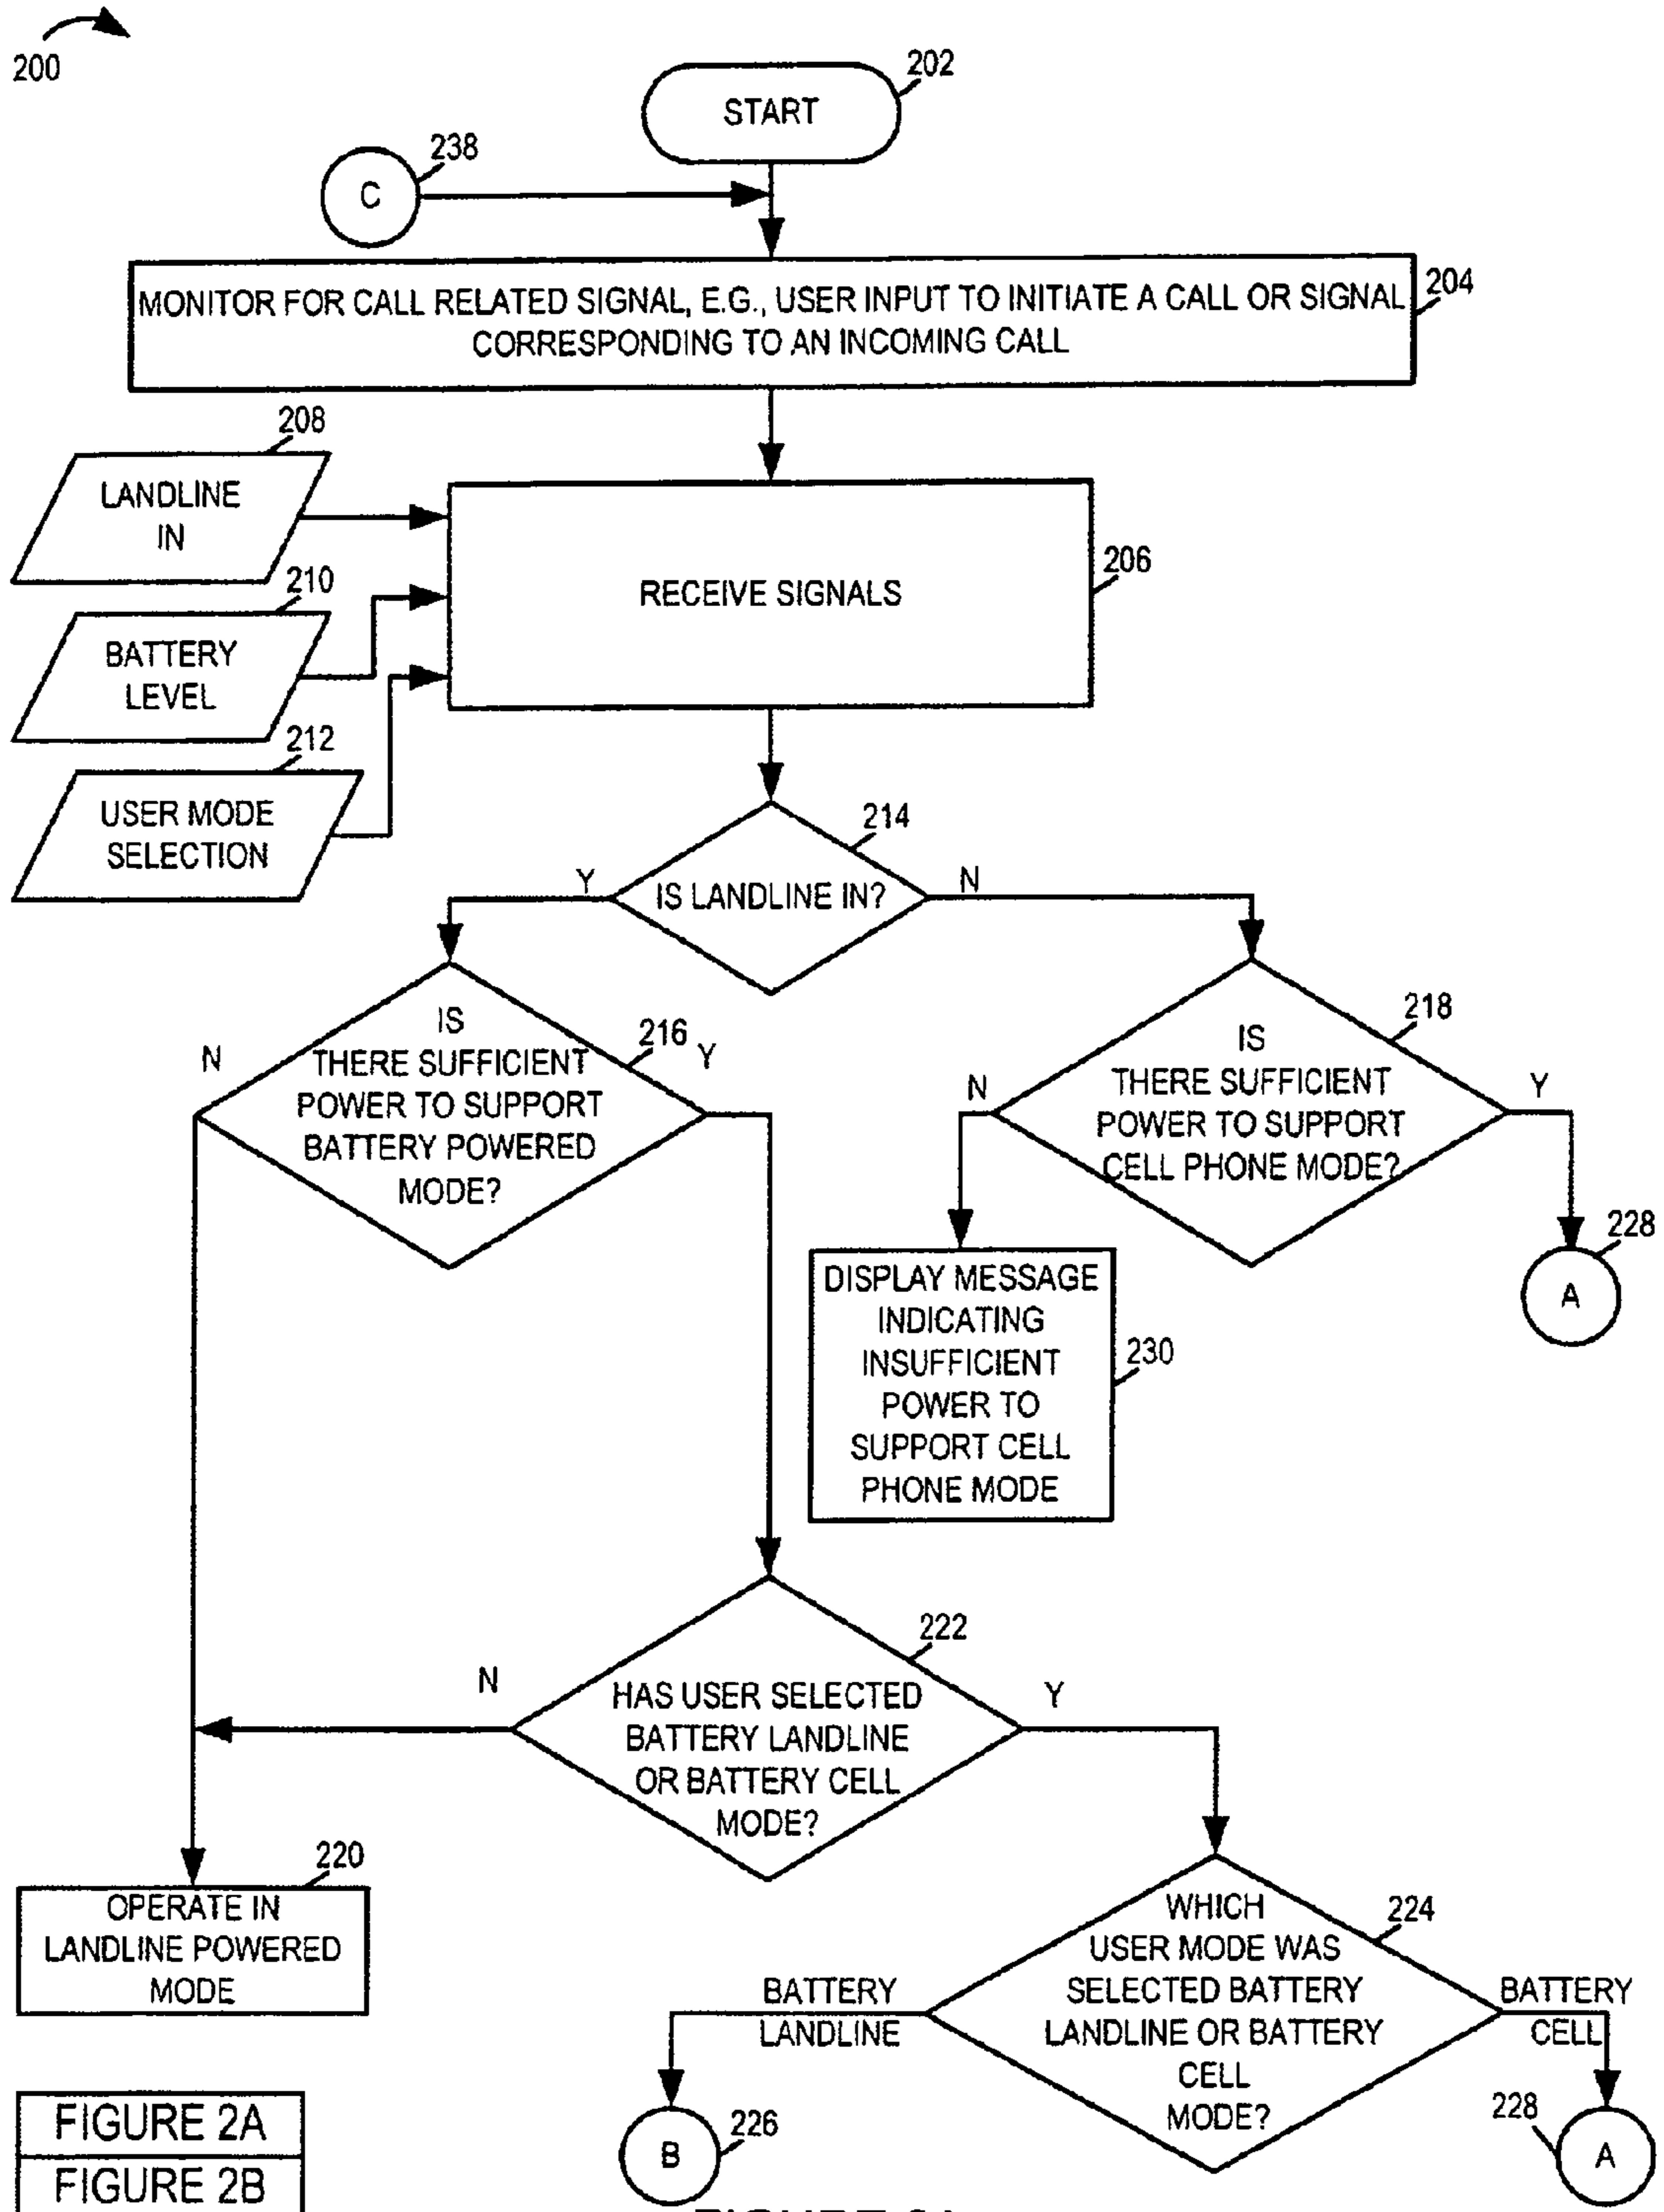 200
202
START
238
C
MONITOR FOR CALL RELATED SIGNAL, E.G., USER INPUT TO INITIATE A CALL OR SIGNAL
CORRESPONDING TO AN INCOMING CALL
204
208
LANDLINE
IN
210
BATTERY
LEVEL
212
USER MODE
SELECTION
RECEIVE SIGNALS
206
214
Y
IS LANDLINE IN?
N
216
N
Y
IS
THERE SUFFICIENT
POWER TO SUPPORT
BATTERY POWERED
MODE?
218
N
Y
IS
THERE SUFFICIENT
POWER TO SUPPORT
CELL PHONE MODE?
228
A
DISPLAY MESSAGE
INDICATING
INSUFFICIENT
POWER TO
SUPPORT CELL
PHONE MODE
230
222
N
Y
HAS USER SELECTED
BATTERY LANDLINE
OR BATTERY CELL
MODE?
220
OPERATE IN
LANDLINE POWERED
MODE
224
WHICH
USER MODE WAS
SELECTED BATTERY
LANDLINE OR BATTERY
CELL
MODE?
BATTERY
LANDLINE
BATTERY
CELL
B
226
228
A
FIGURE 2A
FIGURE 2B